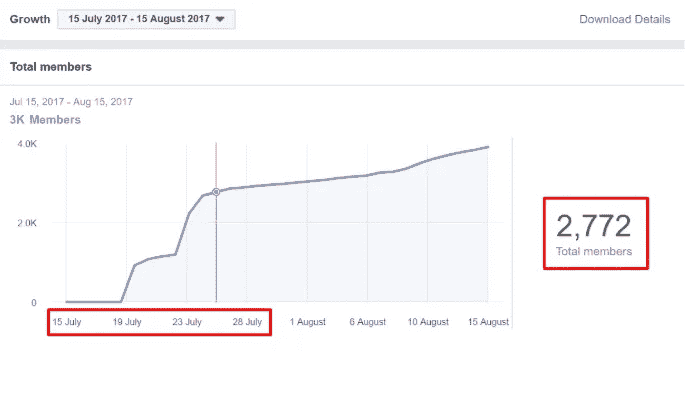 Growth 15 July 2017 - 15 August 2017 Download Details
Total members
Jul 15, 2017 - Aug 15, 2017
3K Members
4.0K
2.0K
0
2,772
Total members
15 July 19 July 23 July 28 July 1 August 6 August 10 August 15 August